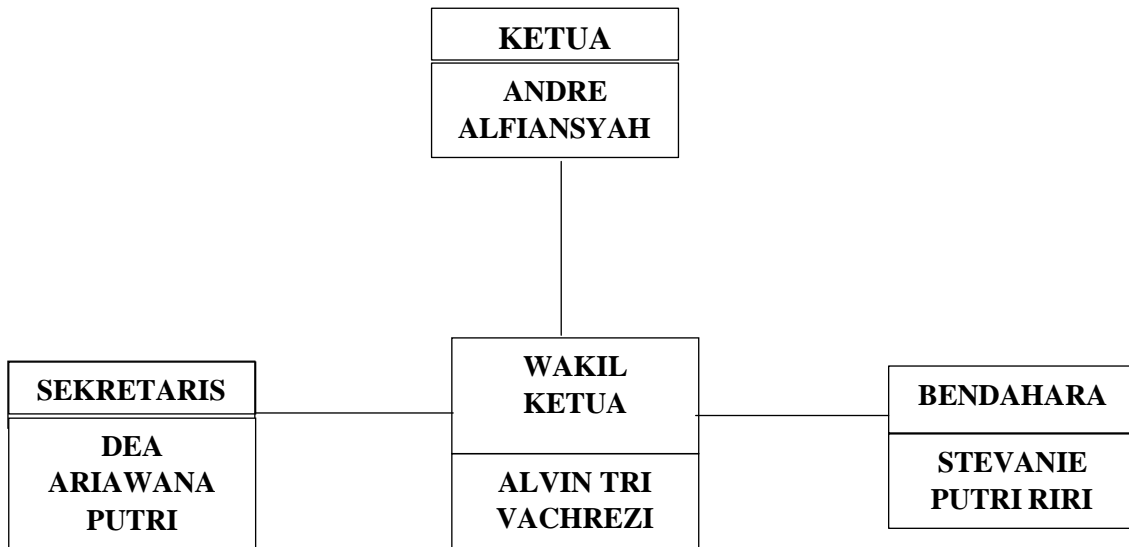 KETUA
ANDRE
ALFIANSYAH
SEKRETARIS
DEA
ARIAWANA
PUTRI
WAKIL
KETUA
ALVIN TRI
VACHREZI
BENDAHARA
STEVANIE
PUTRI RIRI